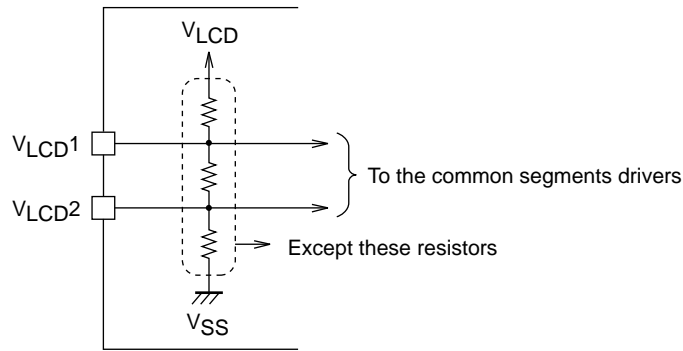 VLCD
VLCD1
To the common segments drivers
VLCD2
Except these resistors
VSS